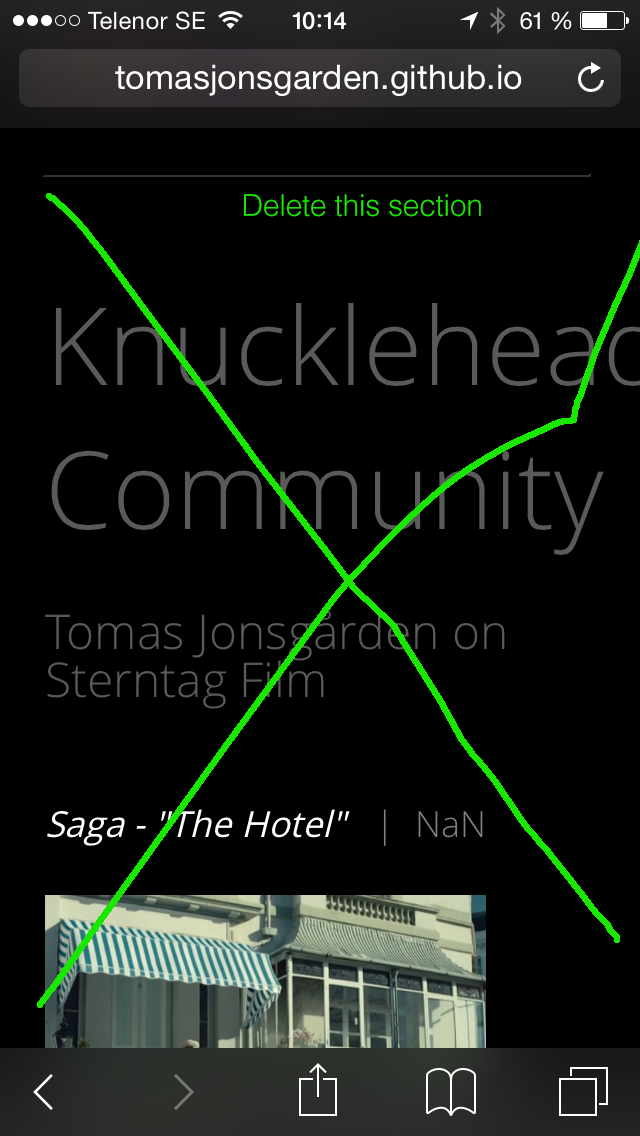 Telenor SE 10:14 61 %
tomasjonsgarden.github.io
Delete this section
Knucklehead
Community
Tomas Jonsgården on
Sterntag Film
Saga - "The Hotel" | NaN